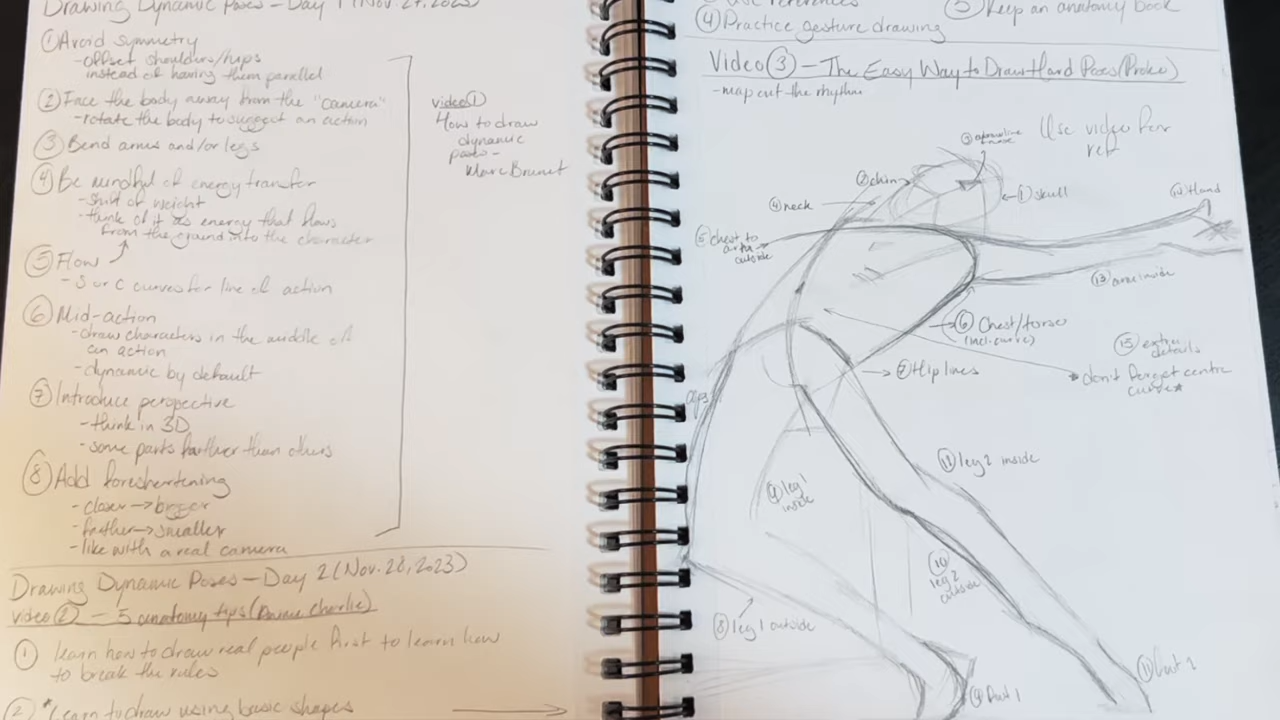 Drawing Dynamic Poses - Day 1 (Nov. 27, 2023)
① Avoid symmetry
- offset shoulders/hips
instead of having them parallel
② Face the body away from the "camera"
- rotate the body to suggest an action
③ Bend arms and/or legs
④ Be mindful of energy transfer
- shift of weight
- think of it as energy that flows
from the ground into the character
⑤ Flow
- S or C curves for line of action
⑥ Mid-action
- draw characters in the middle of
an action
- dynamic by default
⑦ Introduce perspective
- think in 3D
- some parts farther than others
⑧ Add foreshortening
- closer → bigger
- farther → smaller
- like with a real camera
video ①
How to draw
dynamic
poses -
Marc Brunet
Drawing Dynamic Poses - Day 2 (Nov. 28, 2023)
video ② - 5 anatomy tips (Charlie)
① learn how to draw real people first to learn how
to break the rules
② *Learn to draw using basic shapes
Use references
④ Practice gesture drawing
⑤ Keep an anatomy book
Video ③ - The Easy Way to Draw Hard Poses (Proko)
- map out the rhythm
Use video for
ref
② chin
① skull
④ neck
⑤ chest to
outside
Hand
⑬ arm inside
⑥ Chest/torso
(incl. curve)
⑮ extra
details
*don't forget centre
curve*
⑦ Hip lines
leg 2 inside
leg 1
inside
⑩
leg 2
outside
⑧ leg 1 outside
foot 1
foot 2